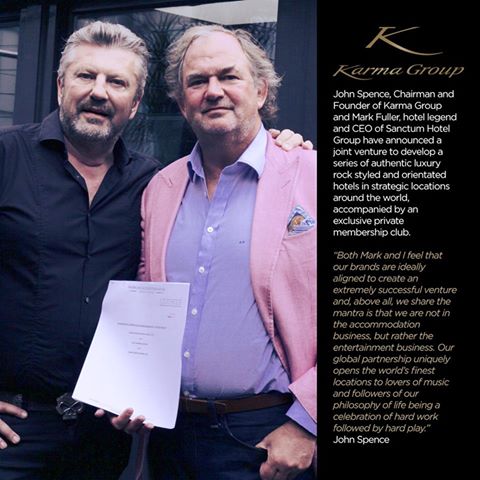 Karma Group
John Spence, Chairman and
Founder of Karma Group
and Mark Fuller, hotel legend
and CEO of Sanctum Hotel
Group have announced a
joint venture to develop a
series of authentic luxury
rock styled and orientated
hotels in strategic locations
around the world,
accompanied by an
exclusive private
membership club.
"Both Mark and I feel that
our brands are ideally
aligned to create an
extremely successful venture
and, above all, we share the
mantra is that we are not in
the accommodation
business, but rather the
entertainment business. Our
global partnership uniquely
opens the world's finest
locations to lovers of music
and followers of our
philosophy of life being a
celebration of hard work
followed by hard play."
John Spence